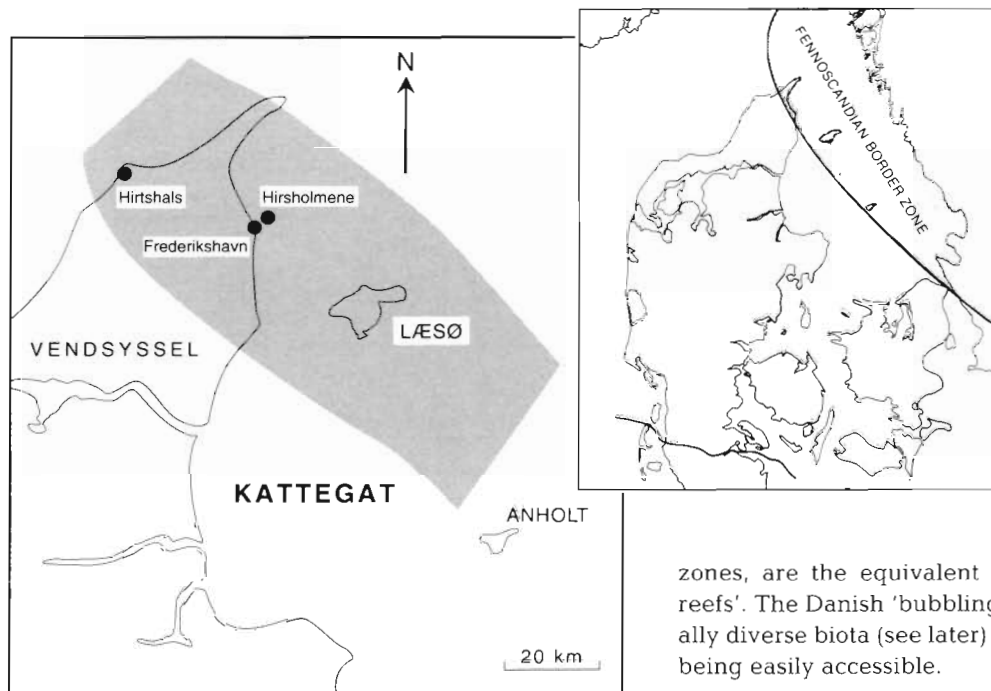 N
Hirtshals
Hirsholmene
Frederikshavn
LÆSØ
VENDSYSSEL
KATTEGAT
ANHOLT
20 km
FENNOSCANDIAN BORDER ZONE
zones, are the equivalent
reefs'. The Danish 'bubbling
ally diverse biota (see later)
being easily accessible.